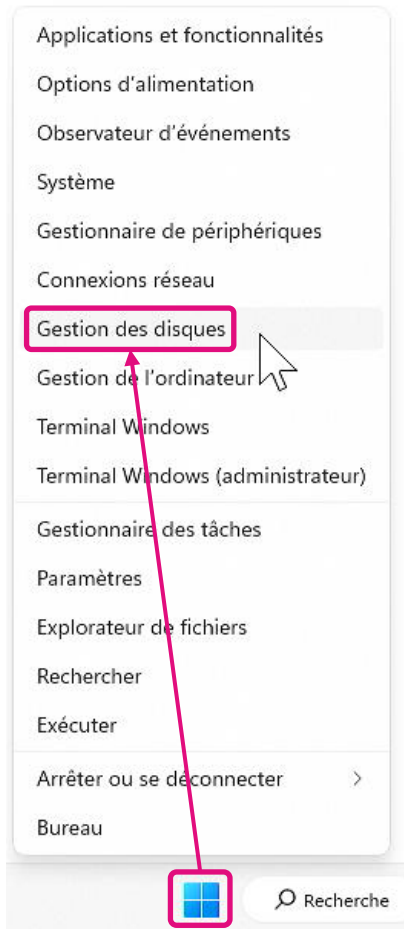 Applications et fonctionnalités
Options d'alimentation
Observateur d'événements
Système
Gestionnaire de périphériques
Connexions réseau
Gestion des disques
Gestion de l'ordinateur
Terminal Windows
Terminal Windows (administrateur)
Gestionnaire des tâches
Paramètres
Explorateur de fichiers
Rechercher
Exécuter
Arrêter ou se déconnecter
Bureau
Recherche